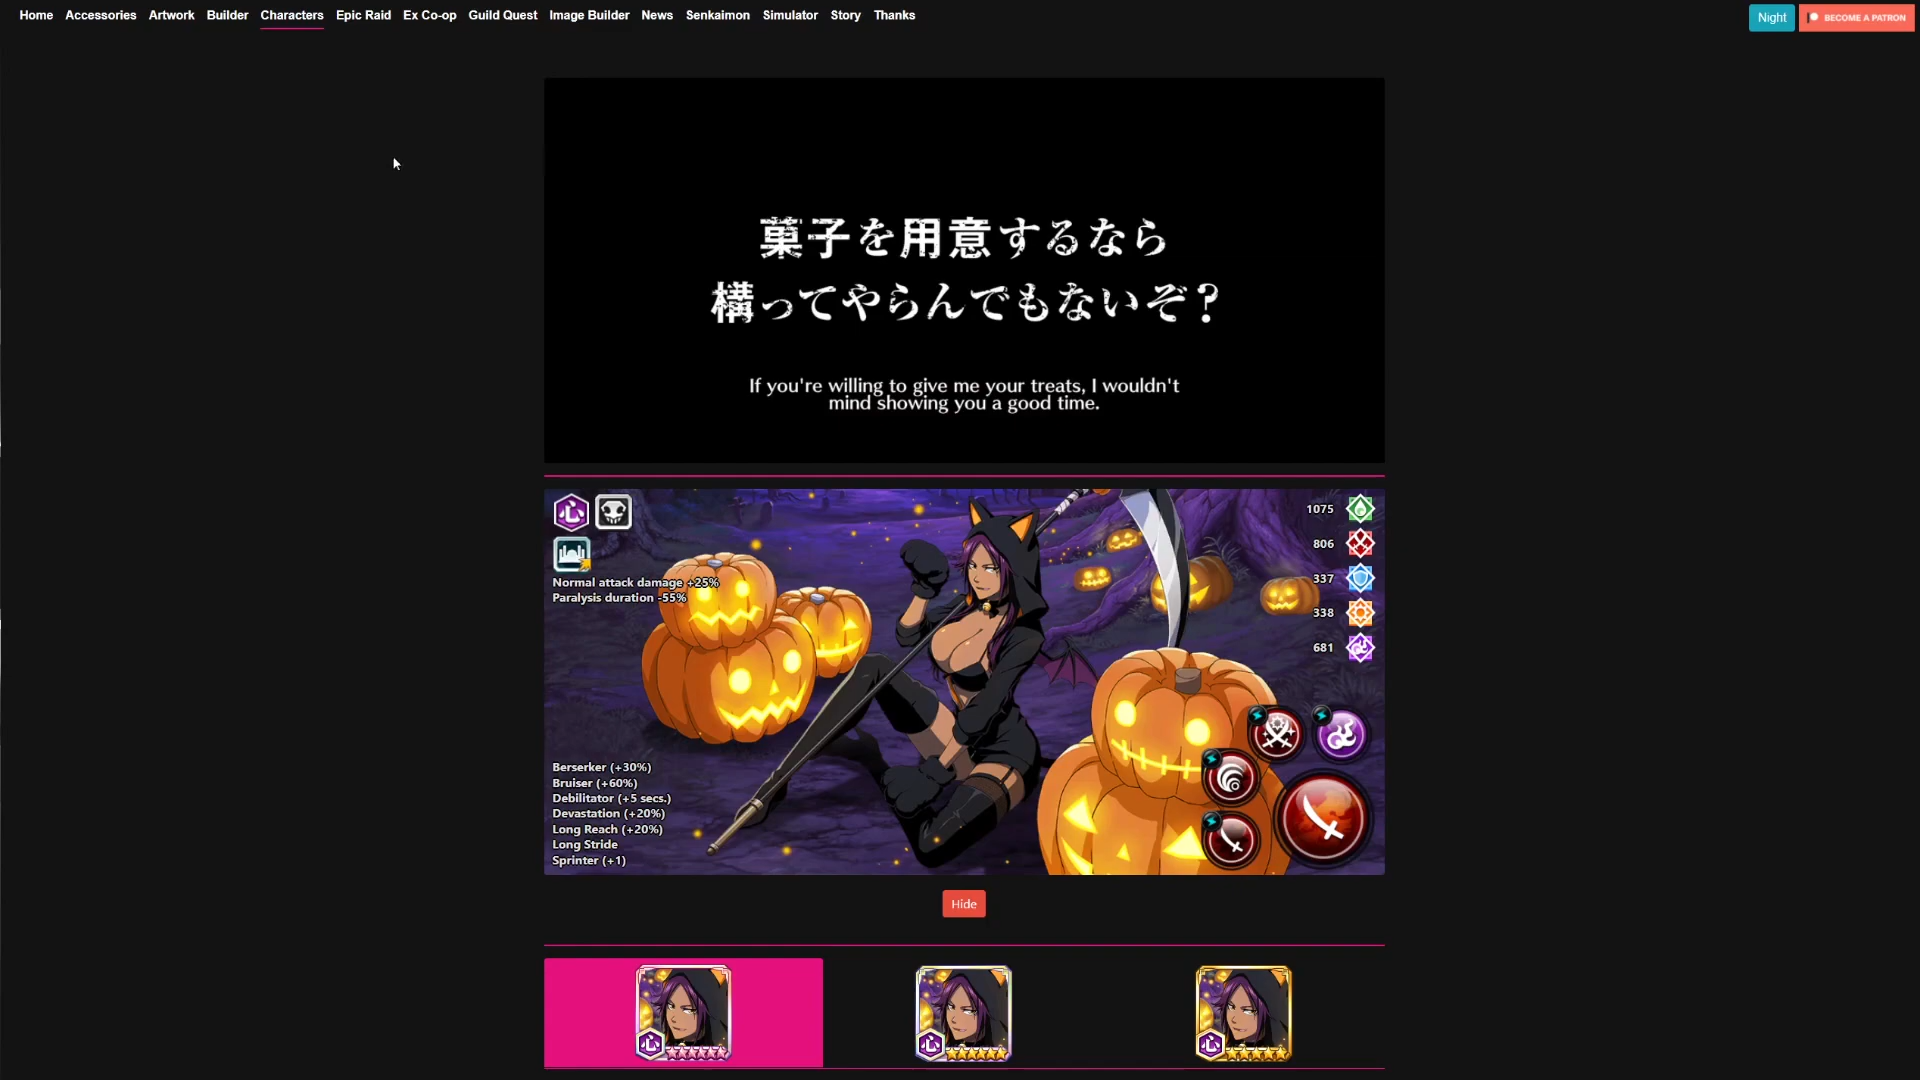 Home Accessories Artwork Builder Characters Epic Raid Ex Co-op Guild Quest Image Builder News Senkaimon Simulator Story Thanks Night BECOME A PATRON
菓子を用意するなら
構ってやらんでもないぞ?
If you're willing to give me your treats, I wouldn't
mind showing you a good time.
1075
806
337
338
681
Normal attack damage +25%
Paralysis duration -55%
Berserker (+30%)
Bruiser (+60%)
Debilitator (+5 secs.)
Devastation (+20%)
Long Reach (+20%)
Long Stride
Sprinter (+1)
Hide